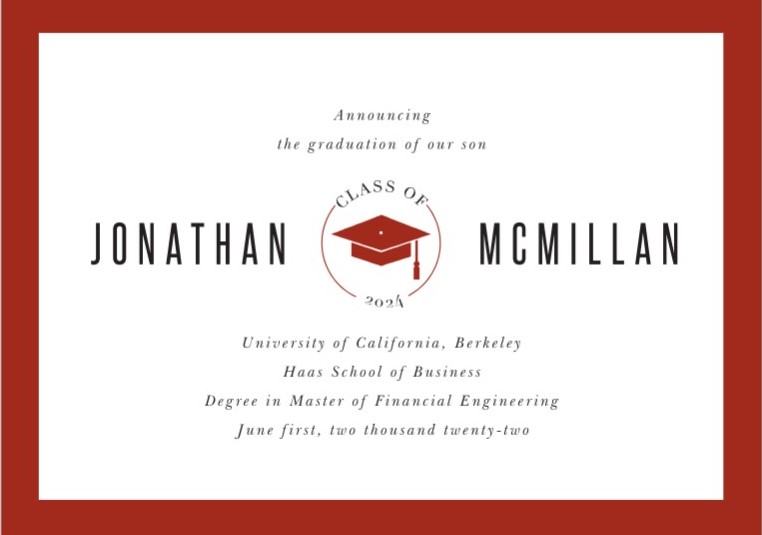 Announcing
the graduation of our son
CLASS OF
JONATHAN MCMILLAN
2024
University of California, Berkeley
Haas School of Business
Degree in Master of Financial Engineering
June first, two thousand twenty-two